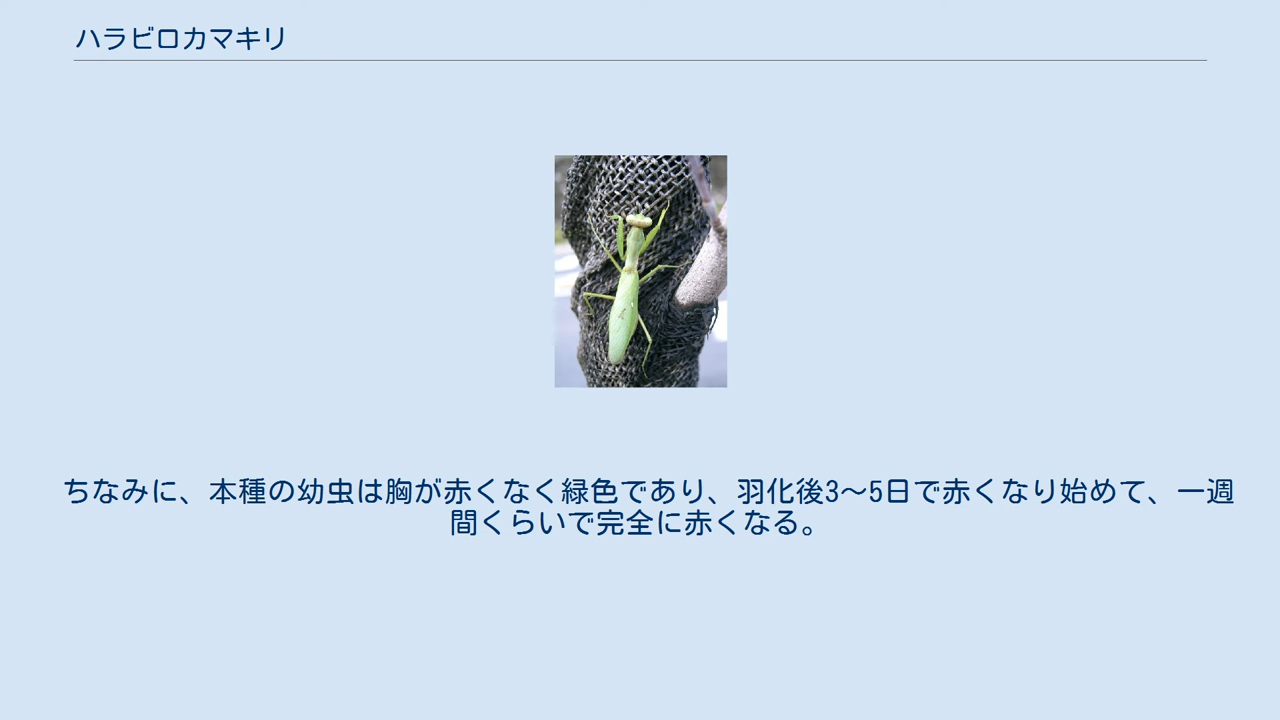 ハラビロカマキリ
ちなみに、本種の幼虫は胸が赤くなく緑色であり、羽化後3〜5日で赤くなり始めて、一週
間くらいで完全に赤くなる。